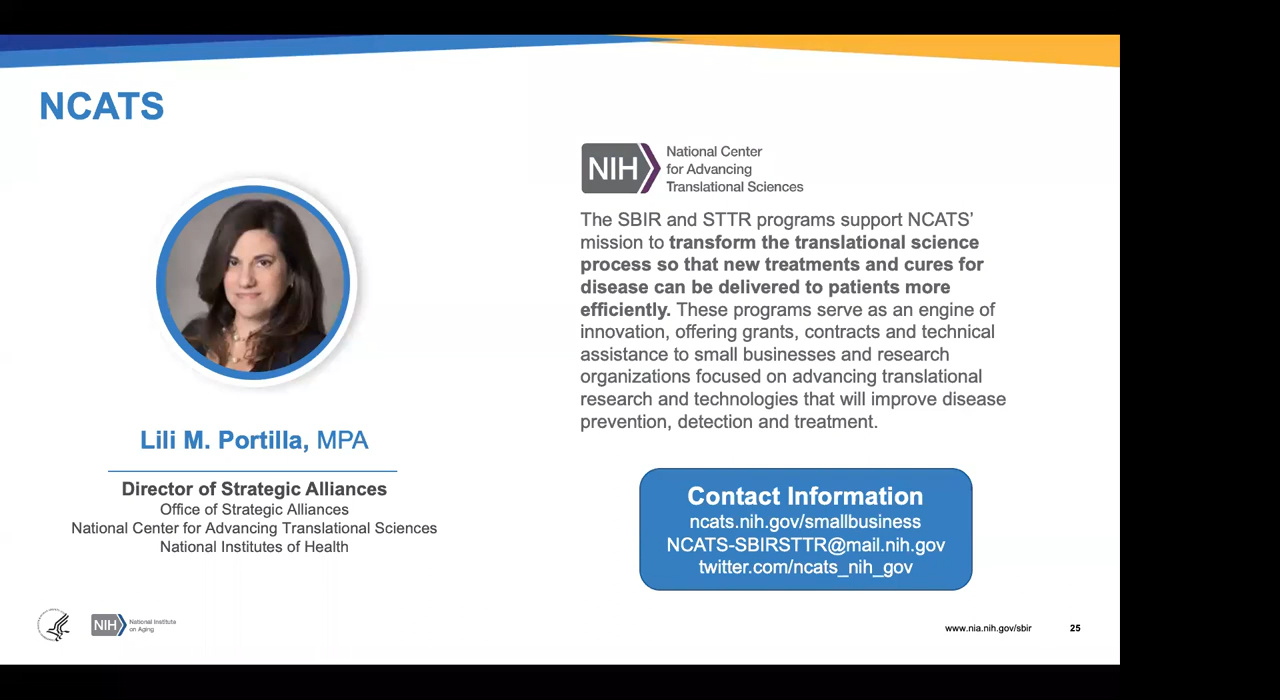 NCATS
NIH
National Center
for Advancing
Translational Sciences
The SBIR and STTR programs support NCATS’
mission to transform the translational science
process so that new treatments and cures for
disease can be delivered to patients more
efficiently. These programs serve as an engine of
innovation, offering grants, contracts and technical
assistance to small businesses and research
organizations focused on advancing translational
research and technologies that will improve disease
prevention, detection and treatment.
Lili M. Portilla, MPA
Director of Strategic Alliances
Office of Strategic Alliances
National Center for Advancing Translational Sciences
National Institutes of Health
Contact Information
ncats.nih.gov/smallbusiness
NCATS-SBIRSTTR@mail.nih.gov
twitter.com/ncats_nih_gov
NIH
National Institute
on Aging
www.nia.nih.gov/sbir
25